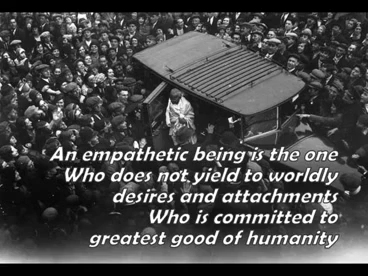 An empathetic being is the one
Who does not yield to worldly
desires and attachments
Who is committed to
greatest good of humanity